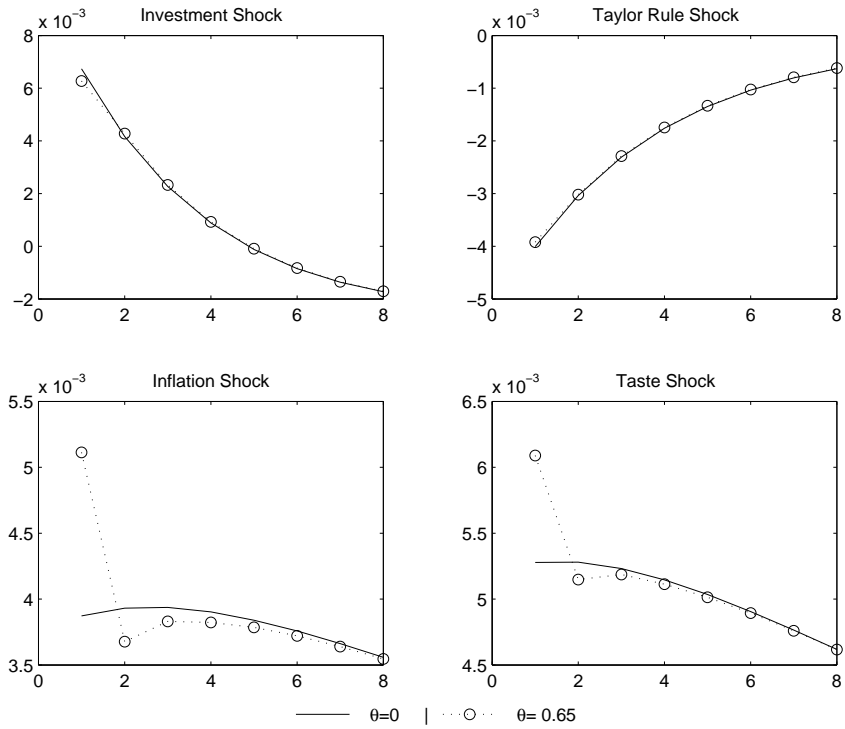 Investment Shock
x 10−3
8
6
4
2
0
−2
0 2 4 6 8
Taylor Rule Shock
x 10−3
0
−1
−2
−3
−4
−5
0 2 4 6 8
Inflation Shock
x 10−3
5.5
5
4.5
4
3.5
0 2 4 6 8
Taste Shock
x 10−3
6.5
6
5.5
5
4.5
0 2 4 6 8
θ=0 | θ= 0.65